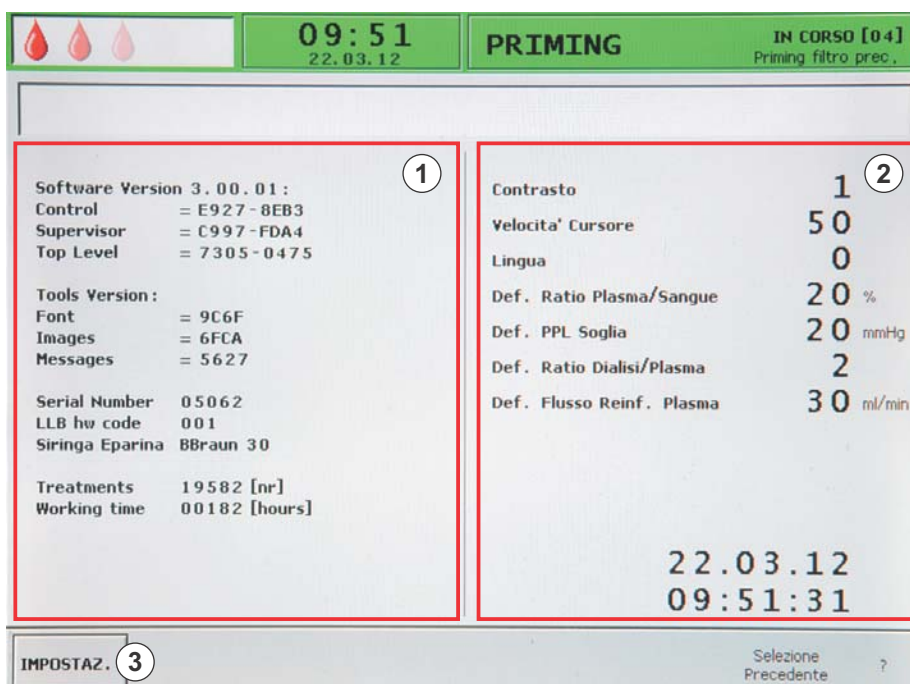 09:51
22.03.12
PRIMING
IN CORSO [04]
Priming filtro prec.
1
Software Version 3.00.01:
Control = E927-8EB3
Supervisor = C997-FDA4
Top Level = 7305-0475
Tools Version:
Font = 9C6F
Images = 6FCA
Messages = 5627
Serial Number 05062
LLB hw code 001
Siringa Eparina BBraun 30
Treatments 19582 [nr]
Working time 00182 [hours]
2
Contrasto 1
Velocita' Cursore 50
Lingua 0
Def. Ratio Plasma/Sangue 20 %
Def. PPL Soglia 20 mmHg
Def. Ratio Dialisi/Plasma 2
Def. Flusso Reinf. Plasma 30 ml/min
22.03.12
09:51:31
IMPOSTAZ. 3
Selezione
Precedente
?